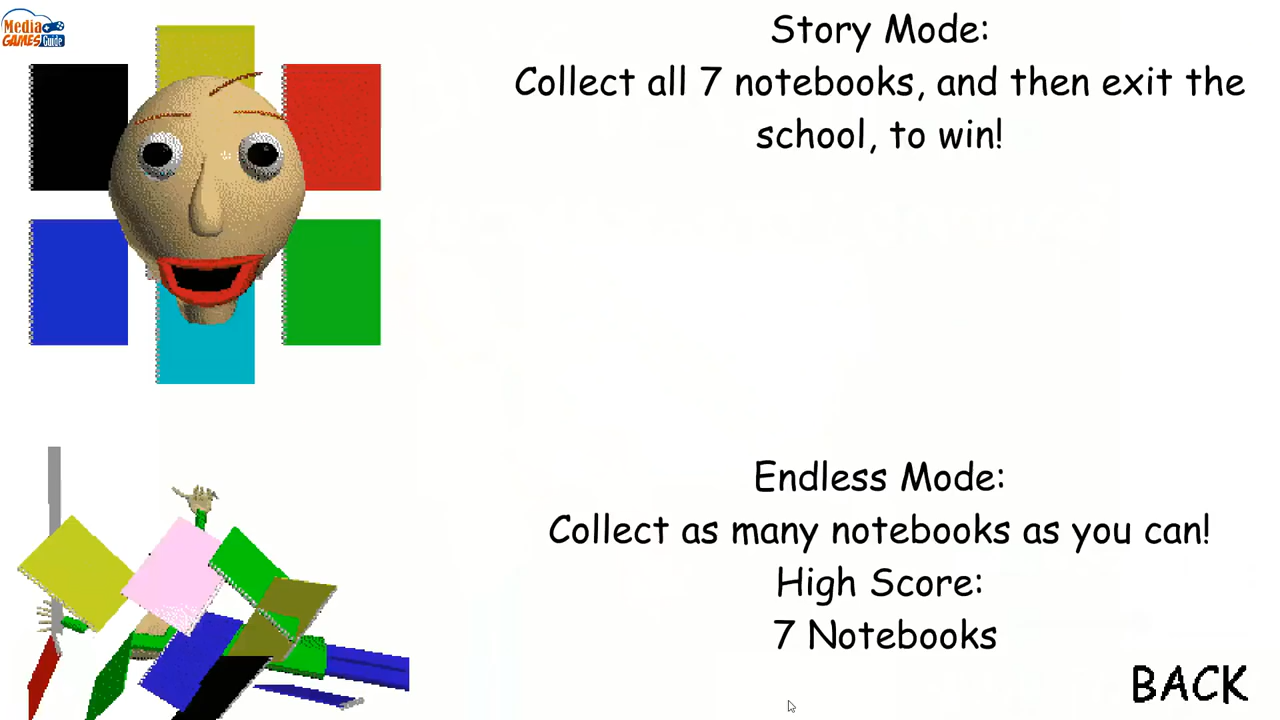 Media
GAMES Guide
Story Mode:
Collect all 7 notebooks, and then exit the
school, to win!
Endless Mode:
Collect as many notebooks as you can!
High Score:
7 Notebooks
BACK